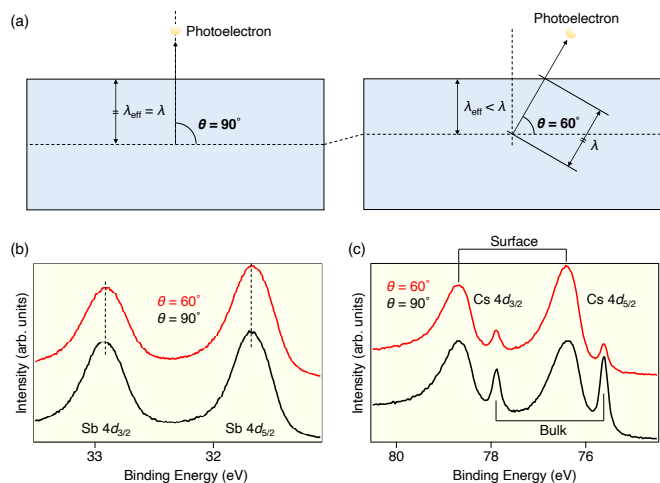 (a)
Photoelectron
Photoelectron
= λeff = λ
θ = 90˚
λeff < λ
θ = 60˚
= λ
(b)
(c)
Surface
θ = 60˚
θ = 90˚
θ = 60˚
θ = 90˚
Cs 4d3/2
Cs 4d5/2
Intensity (arb. units)
Intensity (arb. units)
Sb 4d3/2
Sb 4d5/2
Bulk
33
32
80
78
76
Binding Energy (eV)
Binding Energy (eV)